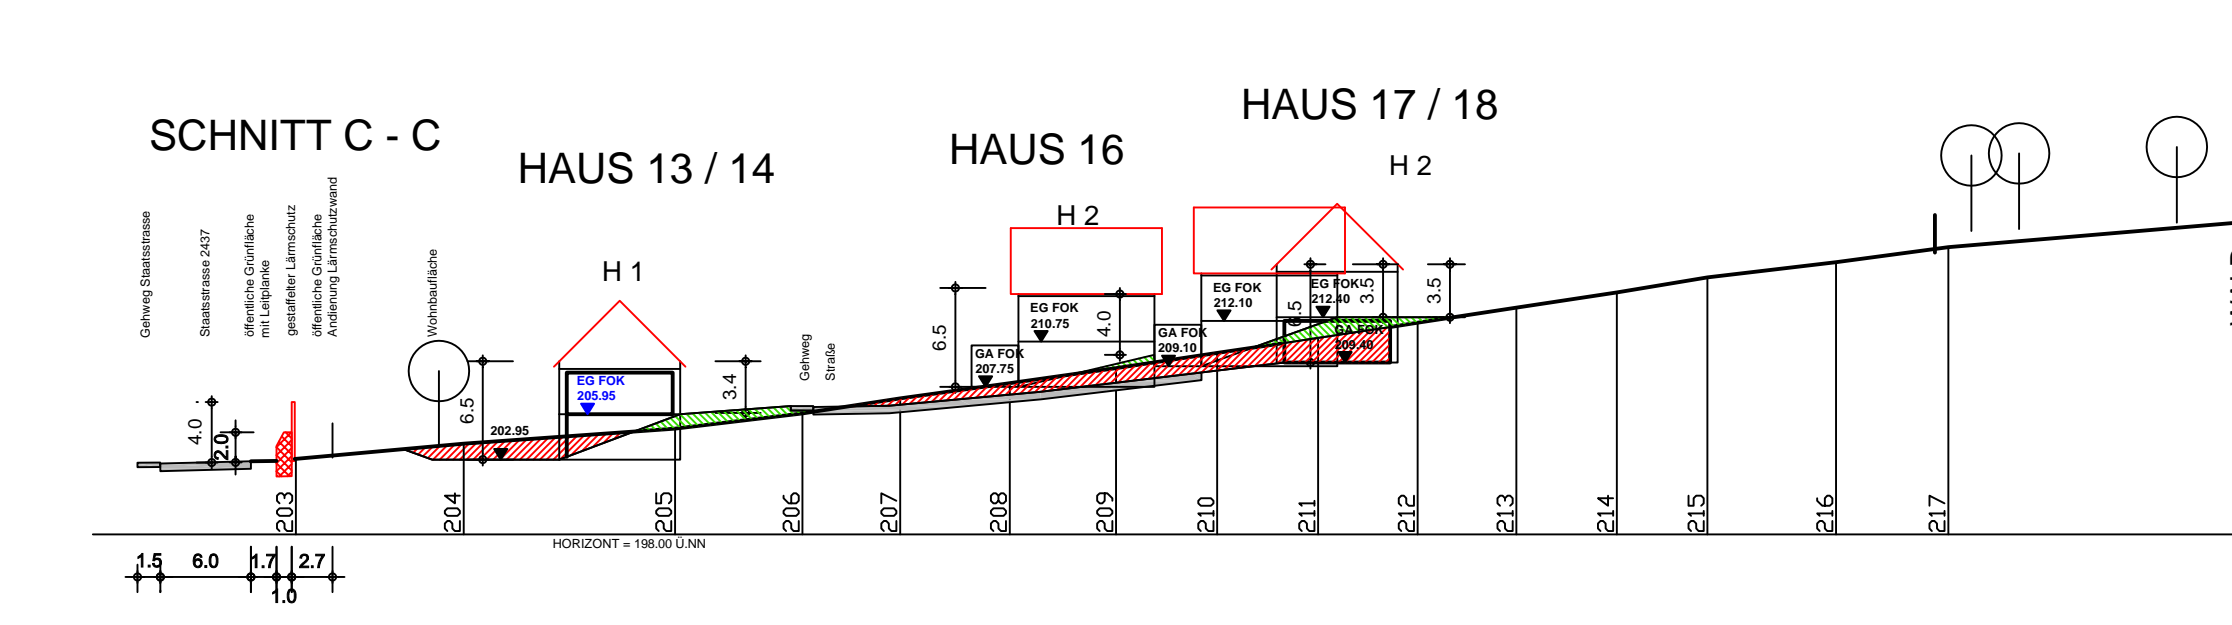 SCHNITT C - C
HAUS 13 / 14
HAUS 16
HAUS 17 / 18
H 1
H 2
H 2
Gehweg Staatsstrasse
Staatsstrasse 2437
öffentliche Grünfläche
mit Leitplanke
gestaffelter Lärmschutz
öffentliche Grünfläche
Andienung Lärmschutzwand
Wohnbaufläche
Gehweg
Straße
4.0
2.0
6.5
202.95
EG FOK
205.95
3.4
6.5
GA FOK
207.75
EG FOK
210.75
4.0
GA FOK
209.10
EG FOK
212.10
6.5
EG FOK
212.40
3.5
GA FOK
209.40
3.5
203
204
205
206
207
208
209
210
211
212
213
214
215
216
217
HORIZONT = 198.00 Ü.NN
1.5
6.0
1.7
2.7
1.0